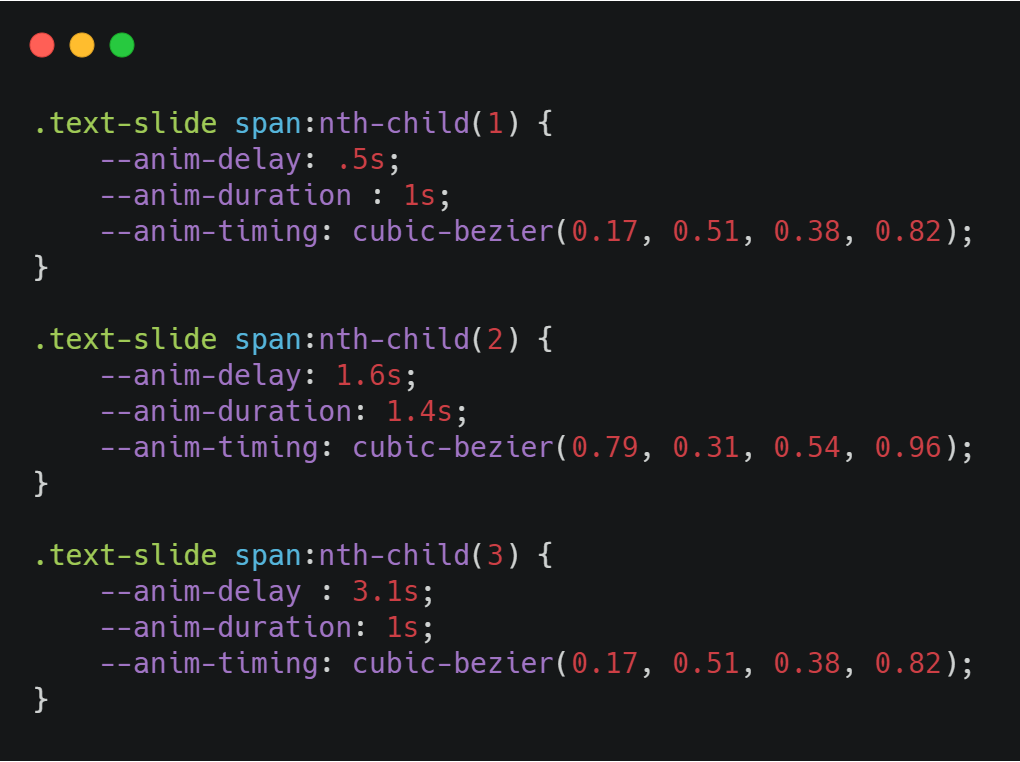 .text-slide span:nth-child(1) {
    --anim-delay: .5s;
    --anim-duration : 1s;
    --anim-timing: cubic-bezier(0.17, 0.51, 0.38, 0.82);
}

.text-slide span:nth-child(2) {
    --anim-delay: 1.6s;
    --anim-duration: 1.4s;
    --anim-timing: cubic-bezier(0.79, 0.31, 0.54, 0.96);
}

.text-slide span:nth-child(3) {
    --anim-delay : 3.1s;
    --anim-duration: 1s;
    --anim-timing: cubic-bezier(0.17, 0.51, 0.38, 0.82);
}